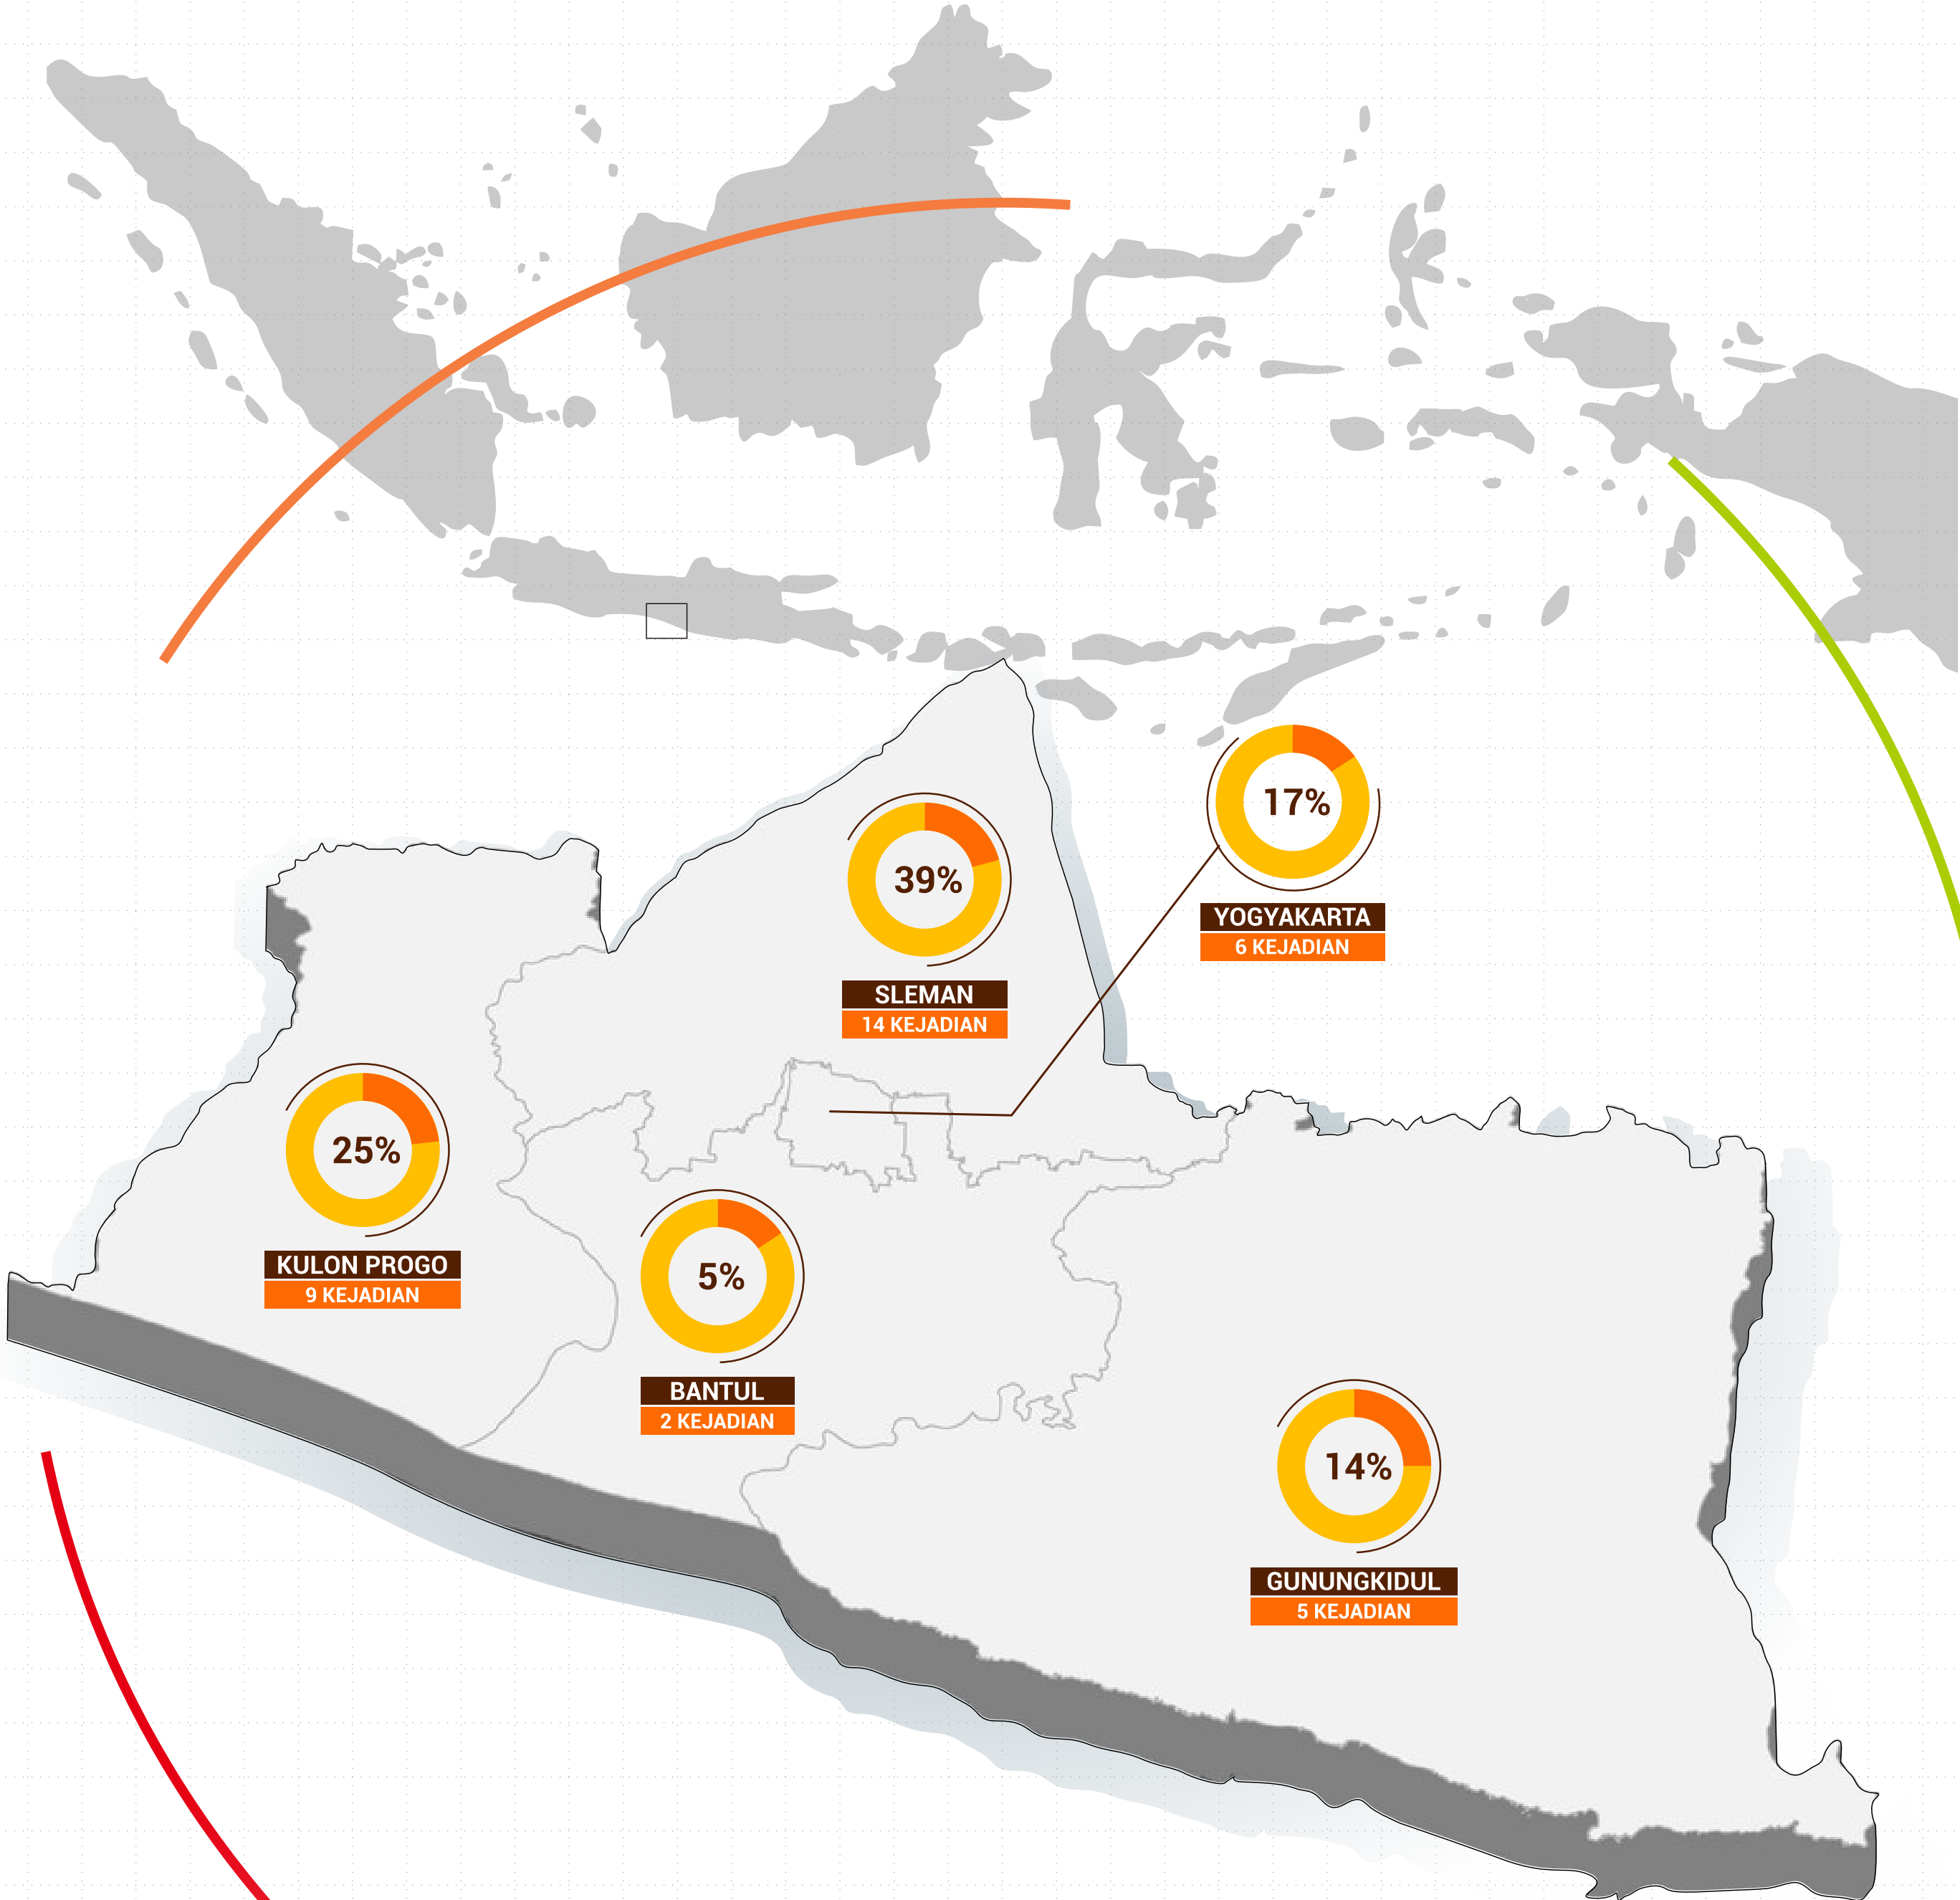 17%
YOGYAKARTA
6 KEJADIAN
39%
SLEMAN
14 KEJADIAN
25%
KULON PROGO
9 KEJADIAN
5%
BANTUL
2 KEJADIAN
14%
GUNUNGKIDUL
5 KEJADIAN